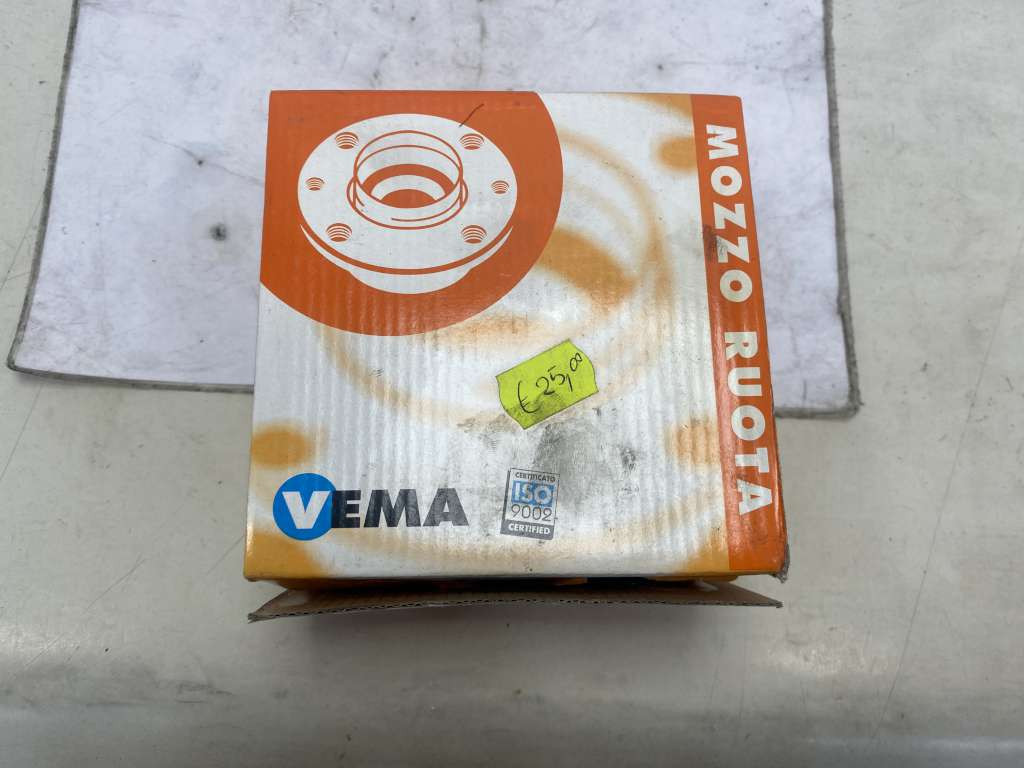 MOZZO RUOTA
€ 25,00
VEMA
CERTIFICATO
ISO
9002
CERTIFIED